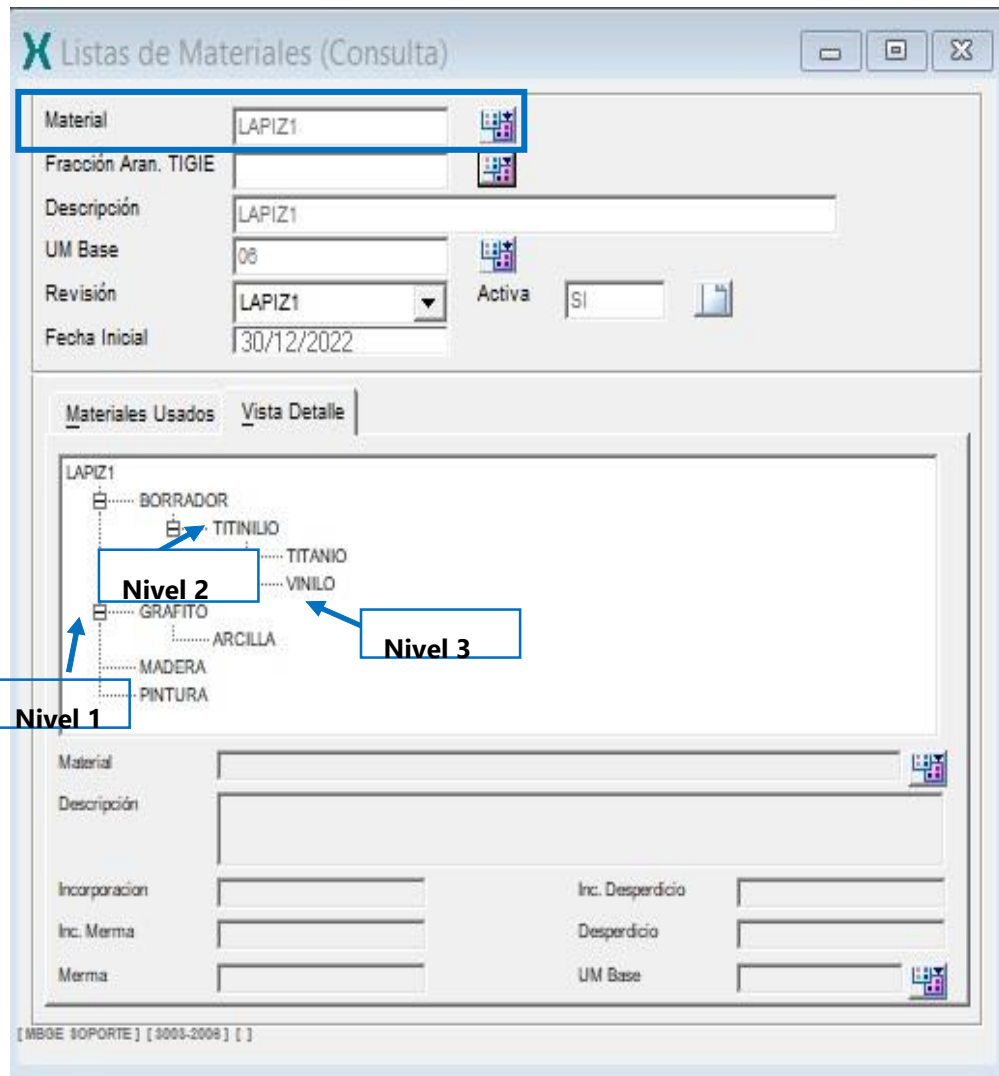 Listas de Materiales (Consulta)
Material LAPIZ1
Fracción Aran. TIGIE
Descripción LAPIZ1
UM Base 06
Revisión LAPIZ1 Activa SI
Fecha Inicial 30/12/2022
Materiales Usados Vista Detalle
LAPIZ1
BORRADOR
TITINILIO
TITANIO
Nivel 2 VINILO
GRAFITO
ARCILLA Nivel 3
MADERA
PINTURA
Nivel 1
Material
Descripción
Incorporacion Inc. Desperdicio
Inc. Merma Desperdicio
Merma UM Base
[ MBGE SOPORTE ] [ 3003-2006 ] [ ]